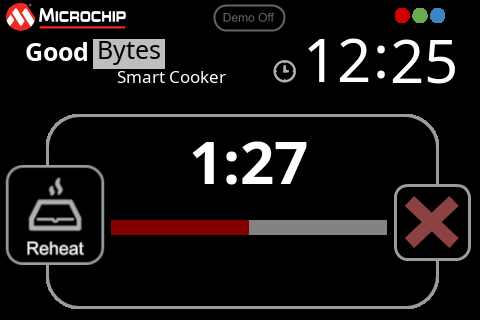 MICROCHIP
Demo Off
Good Bytes
Smart Cooker
12:25
1:27
Reheat